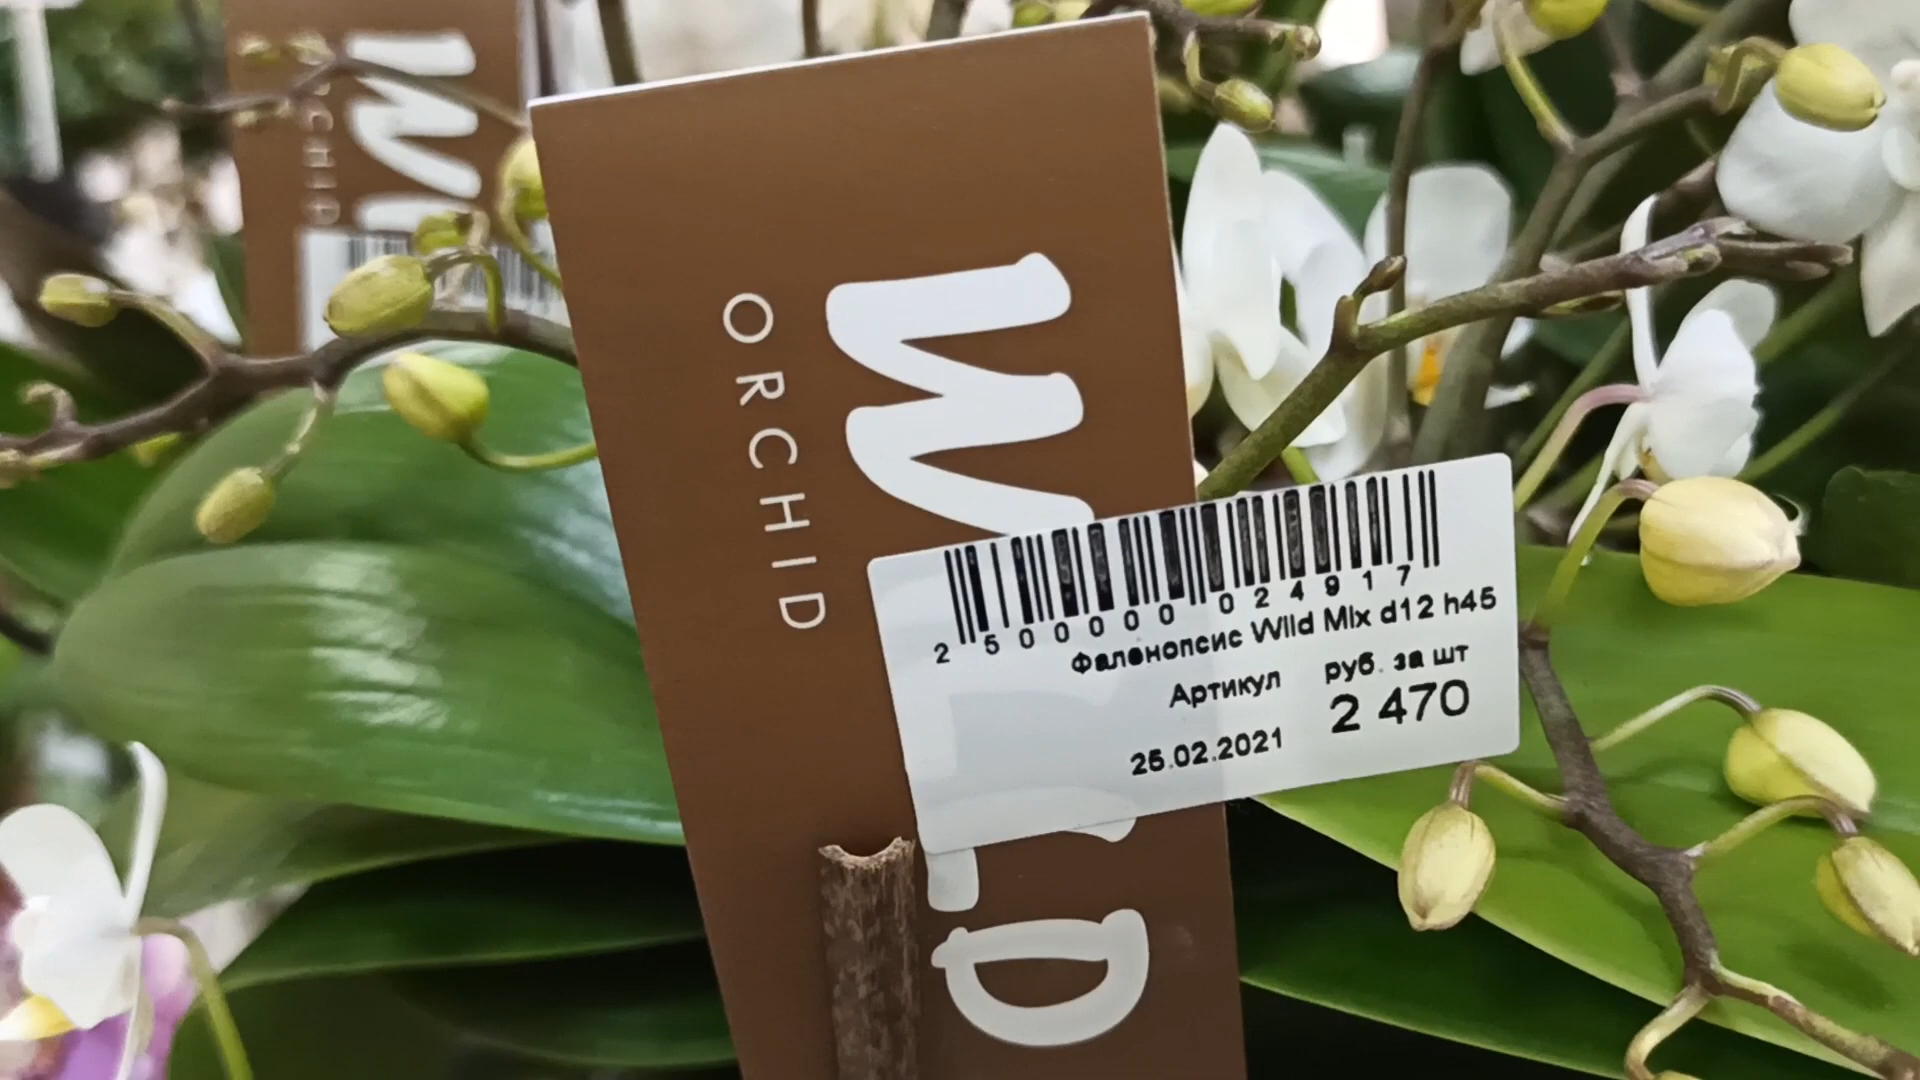 WILD
ORCHID
2 500000 024917
Фаленопсис Wild Mix d12 h45
Артикул руб. за шт
2 470
25.02.2021
W
ORCHID